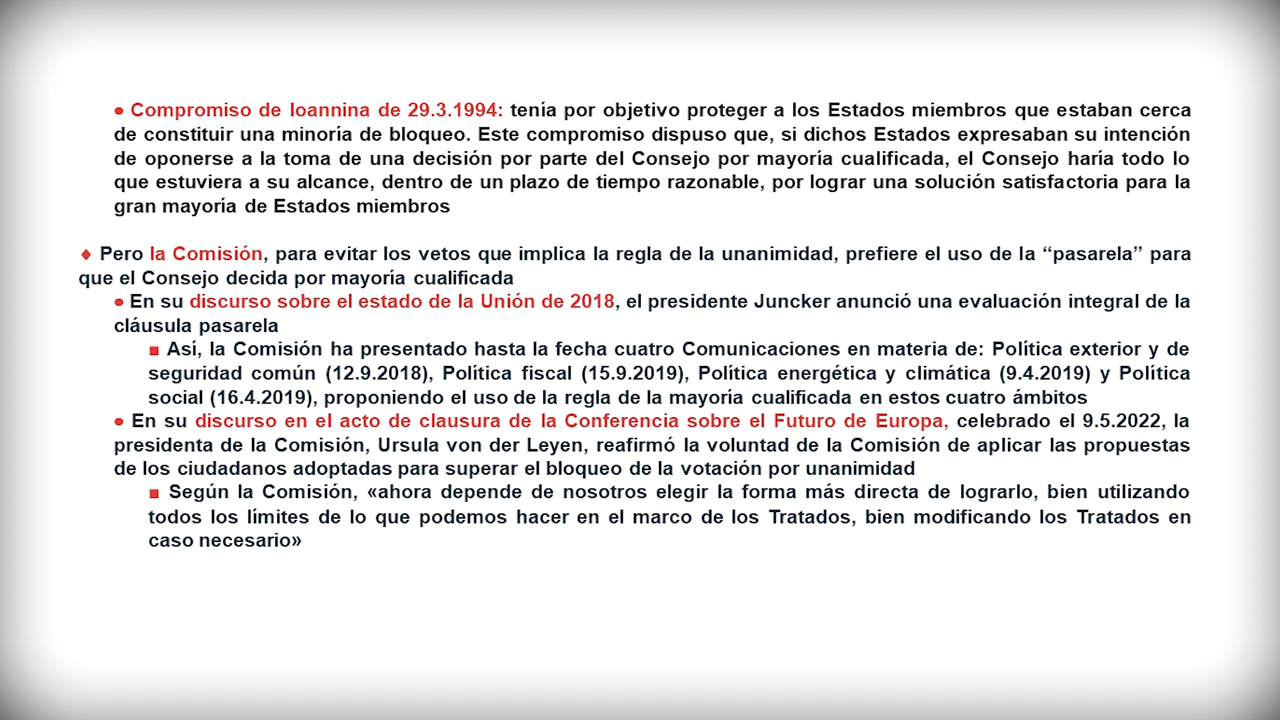 ● Compromiso de Ioannina de 29.3.1994: tenía por objetivo proteger a los Estados miembros que estaban cerca
de constituir una minoría de bloqueo. Este compromiso dispuso que, si dichos Estados expresaban su intención
de oponerse a la toma de una decisión por parte del Consejo por mayoría cualificada, el Consejo haría todo lo
que estuviera a su alcance, dentro de un plazo de tiempo razonable, por lograr una solución satisfactoria para la
gran mayoría de Estados miembros
♦ Pero la Comisión, para evitar los vetos que implica la regla de la unanimidad, prefiere el uso de la “pasarela” para
que el Consejo decida por mayoría cualificada
● En su discurso sobre el estado de la Unión de 2018, el presidente Juncker anunció una evaluación integral de la
cláusula pasarela
■ Así, la Comisión ha presentado hasta la fecha cuatro Comunicaciones en materia de: Política exterior y de
seguridad común (12.9.2018), Política fiscal (15.9.2019), Política energética y climática (9.4.2019) y Política
social (16.4.2019), proponiendo el uso de la regla de la mayoría cualificada en estos cuatro ámbitos
● En su discurso en el acto de clausura de la Conferencia sobre el Futuro de Europa, celebrado el 9.5.2022, la
presidenta de la Comisión, Ursula von der Leyen, reafirmó la voluntad de la Comisión de aplicar las propuestas
de los ciudadanos adoptadas para superar el bloqueo de la votación por unanimidad
■ Según la Comisión, «ahora depende de nosotros elegir la forma más directa de lograrlo, bien utilizando
todos los límites de lo que podemos hacer en el marco de los Tratados, bien modificando los Tratados en
caso necesario»